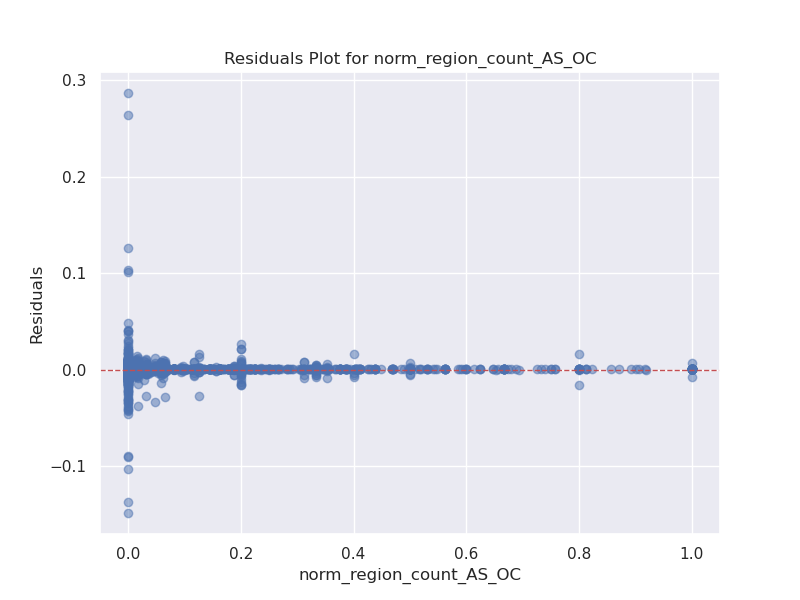 Residuals Plot for norm_region_count_AS_OC
0.3
0.2
0.1
0.0
−0.1
Residuals
0.0 0.2 0.4 0.6 0.8 1.0
norm_region_count_AS_OC